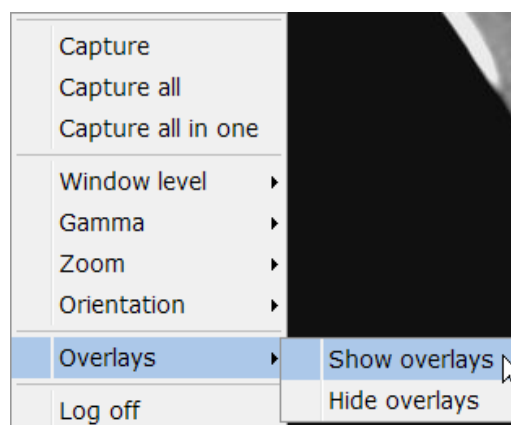 Capture
Capture all
Capture all in one
Window level
Gamma
Zoom
Orientation
Overlays
Show overlays
Hide overlays
Log off